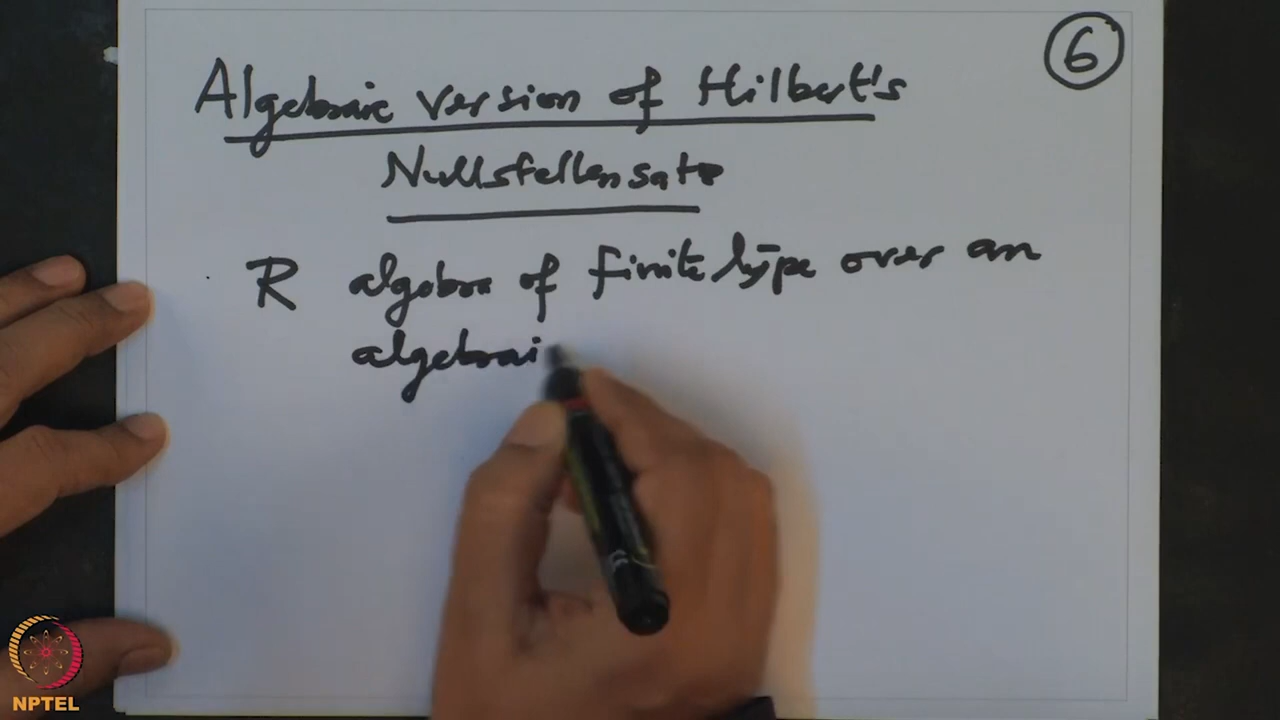 6
Algebraic version of Hilbert's
Nullstellensatz
R algebra of finite type over an
algebrai
NPTEL